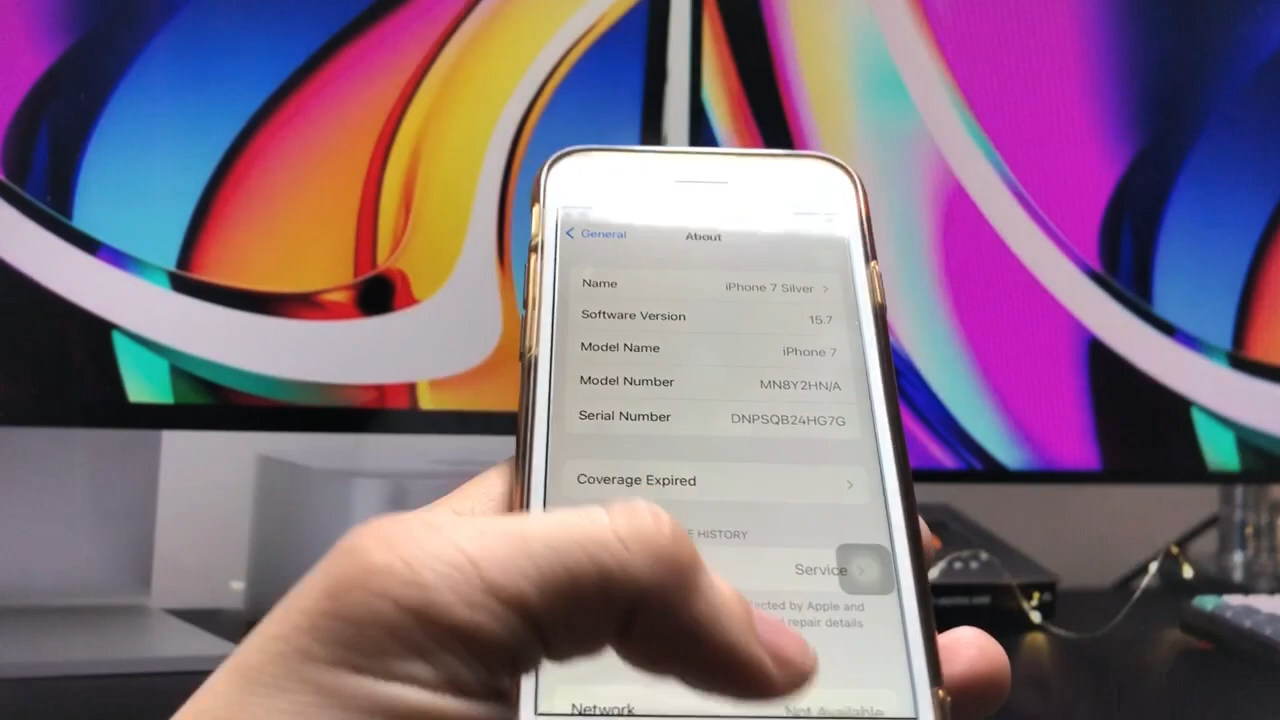 General
About
Name iPhone 7 Silver
Software Version 15.7
Model Name iPhone 7
Model Number MN8Y2HN/A
Serial Number DNPSQB24HG7G
Coverage Expired
HISTORY
Service
by Apple and
repair details
Network Not Available